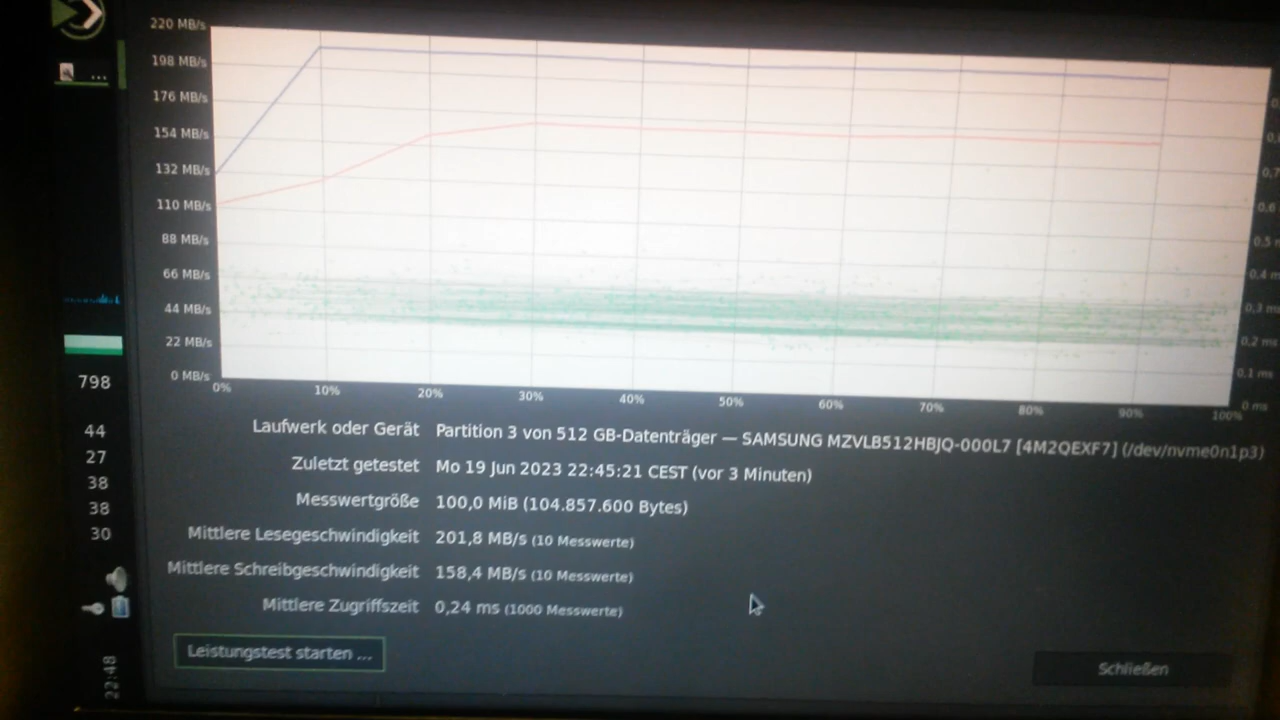 220 MB/s
198 MB/s
176 MB/s
154 MB/s
132 MB/s
110 MB/s
88 MB/s
66 MB/s
44 MB/s
22 MB/s
0 MB/s
0,5 m
0,4 m
0,3 ms
0,2 ms
0,1 ms
0 ms
0% 10% 20% 30% 40% 50% 60% 70% 80% 90% 100%
...
798
44
27
38
38
30
22:48
Laufwerk oder Gerät Partition 3 von 512 GB-Datenträger — SAMSUNG MZVLB512HBJQ-000L7 [4M2QEXF7] (/dev/nvme0n1p3)
Zuletzt getestet Mo 19 Jun 2023 22:45:21 CEST (vor 3 Minuten)
Messwertgröße 100,0 MiB (104.857.600 Bytes)
Mittlere Lesegeschwindigkeit 201,8 MB/s (10 Messwerte)
Mittlere Schreibgeschwindigkeit 158,4 MB/s (10 Messwerte)
Mittlere Zugriffszeit 0,24 ms (1000 Messwerte)
Leistungstest starten ...
Schließen